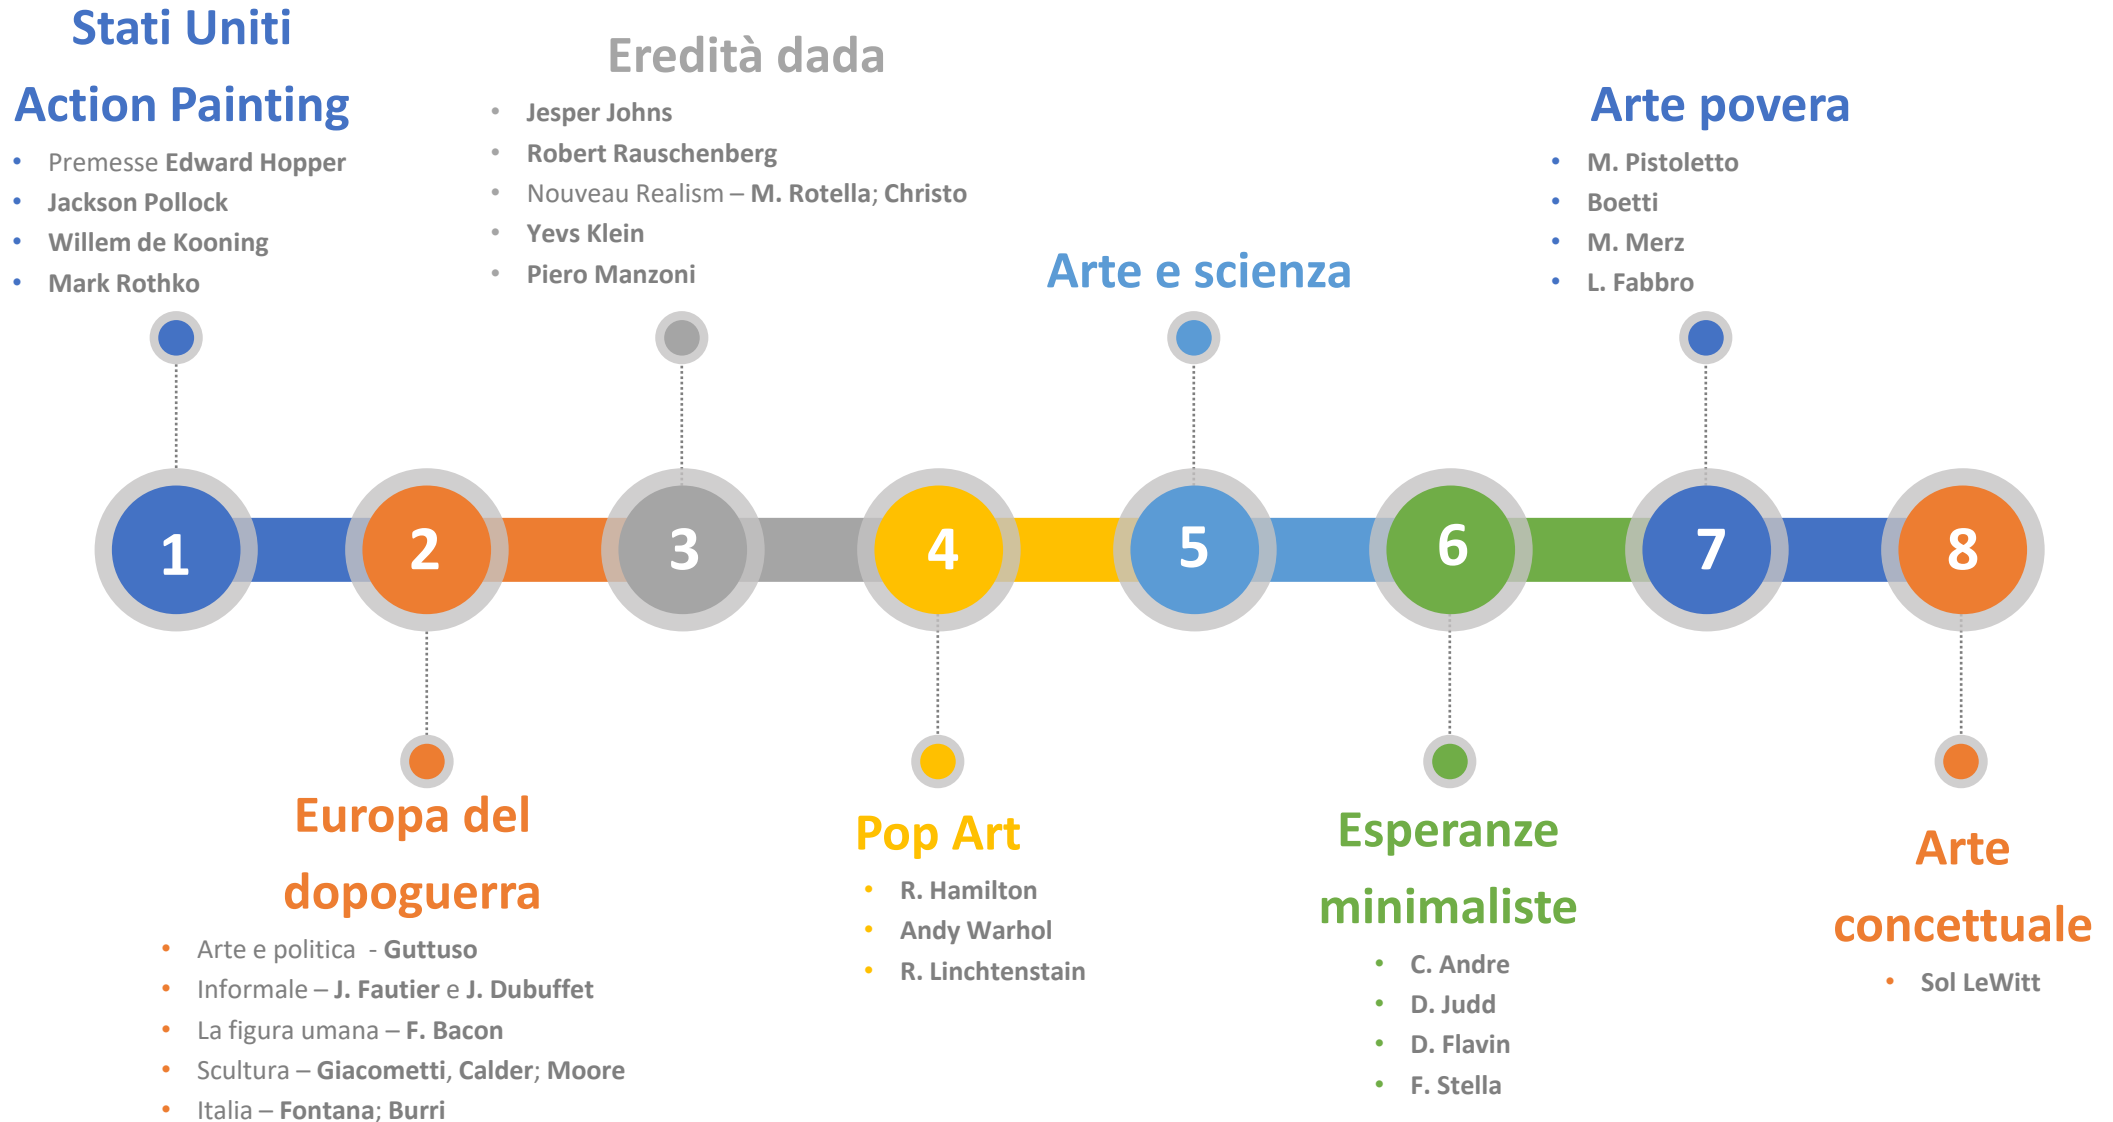 Stati Uniti
Action Painting
• Premesse Edward Hopper
• Jackson Pollock
• Willem de Kooning
• Mark Rothko
Eredità dada
• Jesper Johns
• Robert Rauschenberg
• Nouveau Realism – M. Rotella; Christo
• Yevs Klein
• Piero Manzoni
Arte e scienza
Arte povera
• M. Pistoletto
• Boetti
• M. Merz
• L. Fabbro
1
2
3
4
5
6
7
8
Europa del
dopoguerra
• Arte e politica - Guttuso
• Informale – J. Fautier e J. Dubuffet
• La figura umana – F. Bacon
• Scultura – Giacometti, Calder; Moore
• Italia – Fontana; Burri
Pop Art
• R. Hamilton
• Andy Warhol
• R. Linchtenstain
Esperanze
minimaliste
• C. Andre
• D. Judd
• D. Flavin
• F. Stella
Arte
concettuale
• Sol LeWitt